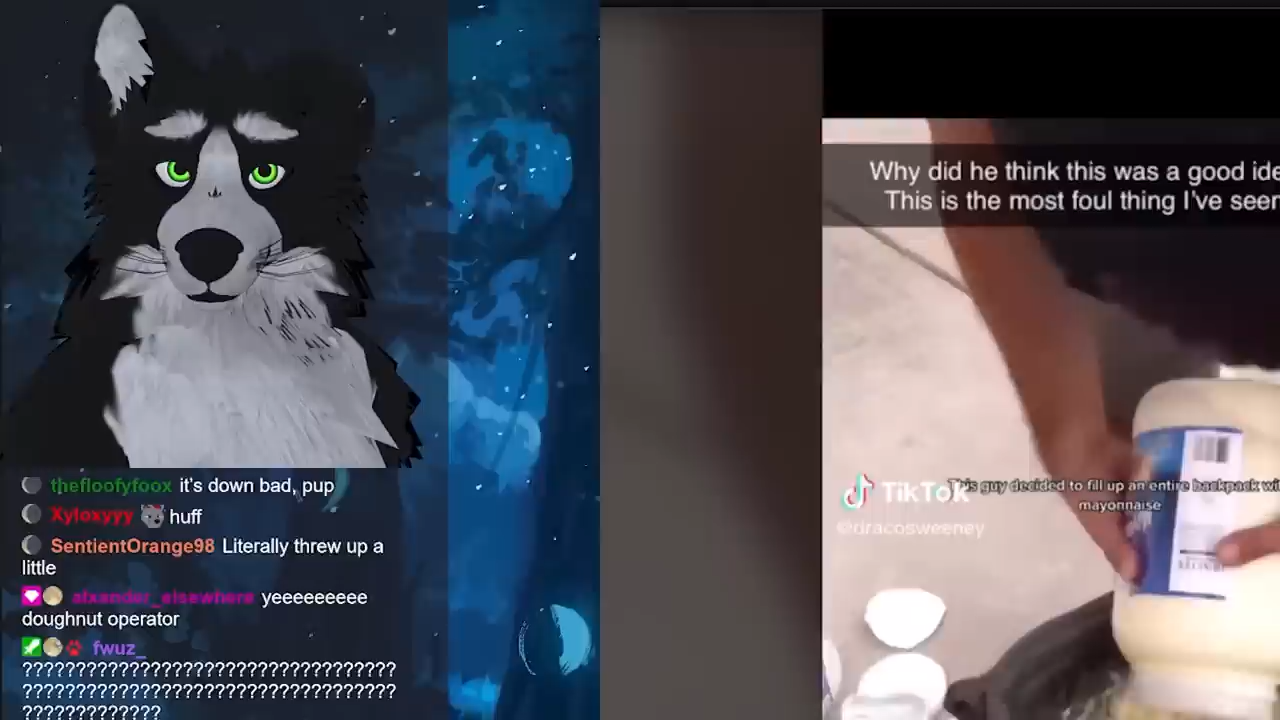 Why did he think this was a good ide
This is the most foul thing I've seen
TikTok
This guy decided to fill up an entire backpack wi
mayonnaise
@dracosweeney
thefloofyfoox it's down bad, pup
Xyloxyyy huff
SentientOrange98 Literally threw up a
little
alxander_elsewhere yeeeeeeeee
doughnut operator
fwuz_
???????????????????????????????????
???????????????????????????????????
?????????????